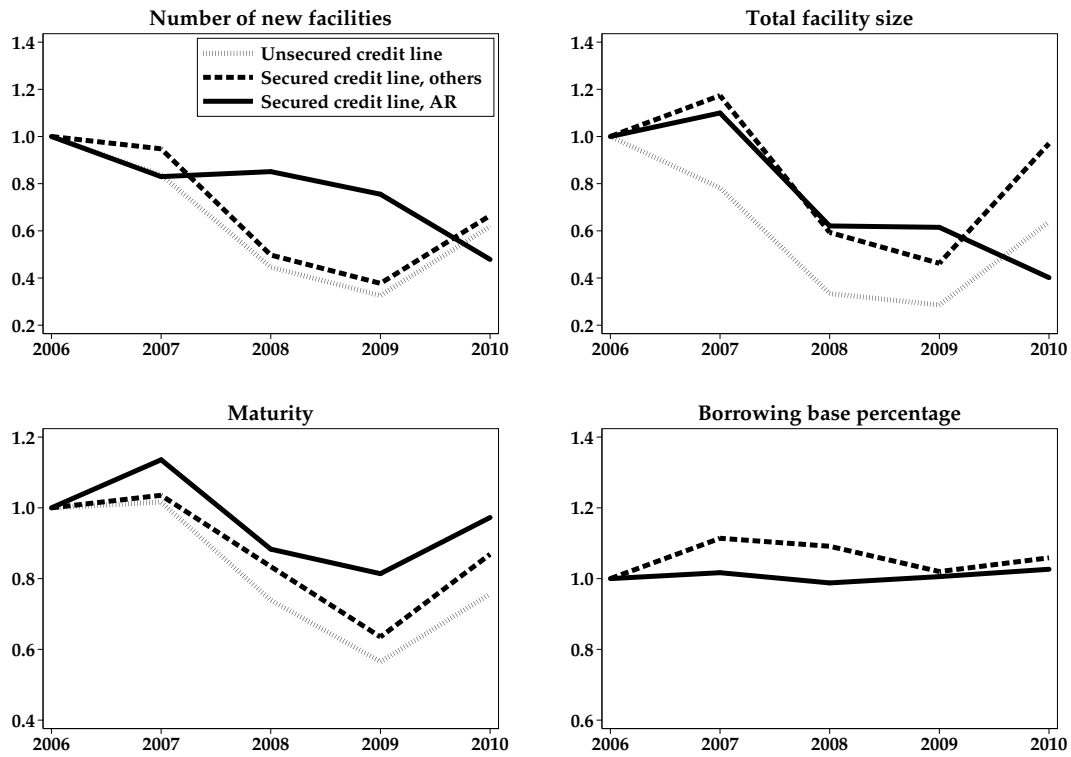 Number of new facilities
1.4
1.2
1.0
0.8
0.6
0.4
0.2
Unsecured credit line
Secured credit line, others
Secured credit line, AR
2006 2007 2008 2009 2010
Total facility size
1.4
1.2
1.0
0.8
0.6
0.4
0.2
2006 2007 2008 2009 2010
Maturity
1.2
1.0
0.8
0.6
0.4
2006 2007 2008 2009 2010
Borrowing base percentage
1.4
1.2
1.0
0.8
0.6
2006 2007 2008 2009 2010